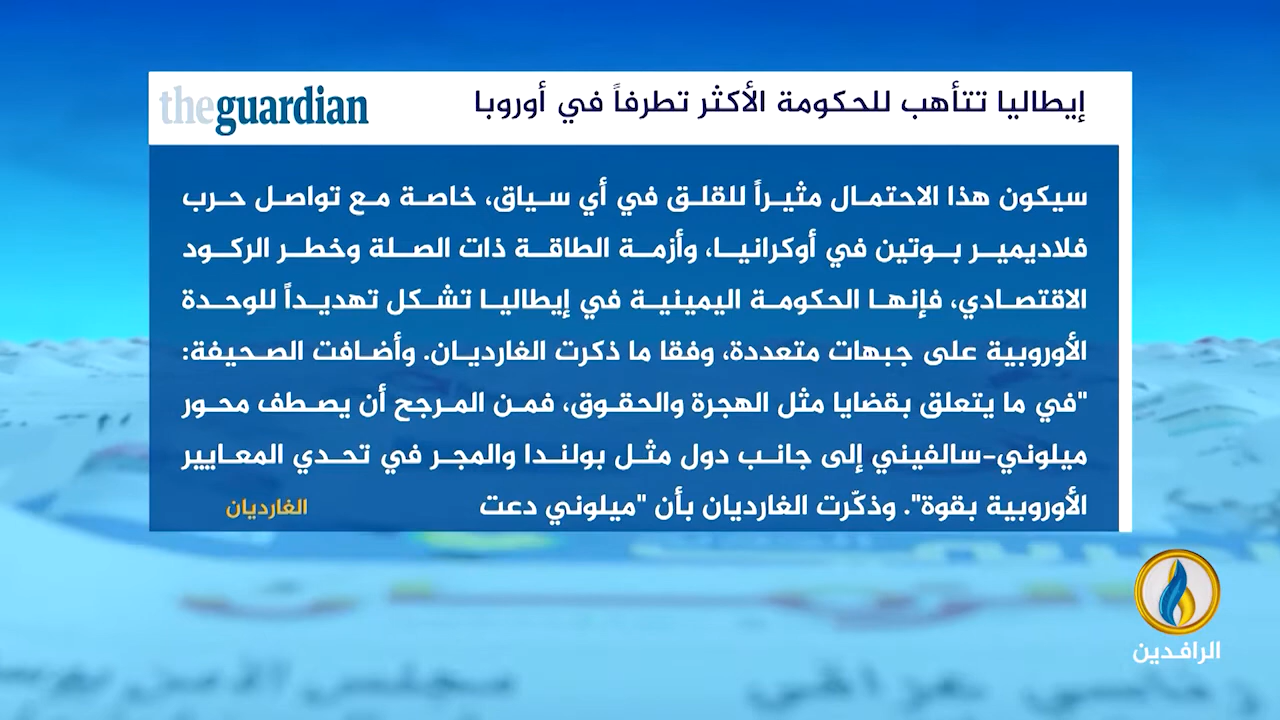 إيطاليا تتأهب للحكومة الأكثر تطرفاً في أوروبا
theguardian
سيكون هذا الاحتمال مثيراً للقلق في أي سياق، خاصة مع تواصل حرب
فلاديمير بوتين في أوكرانيا، وأزمة الطاقة ذات الصلة وخطر الركود
الاقتصادي، فإنها الحكومة اليمينية في إيطاليا تشكل تهديداً للوحدة
الأوروبية على جبهات متعددة، وفقا ما ذكرت الغارديان. وأضافت الصحيفة:
"في ما يتعلق بقضايا مثل الهجرة والحقوق، فمن المرجح أن يصطف محور
ميلوني-سالفيني إلى جانب دول مثل بولندا والمجر في تحدي المعايير
الأوروبية بقوة". وذكّرت الغارديان بأن "ميلوني دعت
الغارديان
الرافدين
مجلس الأمن